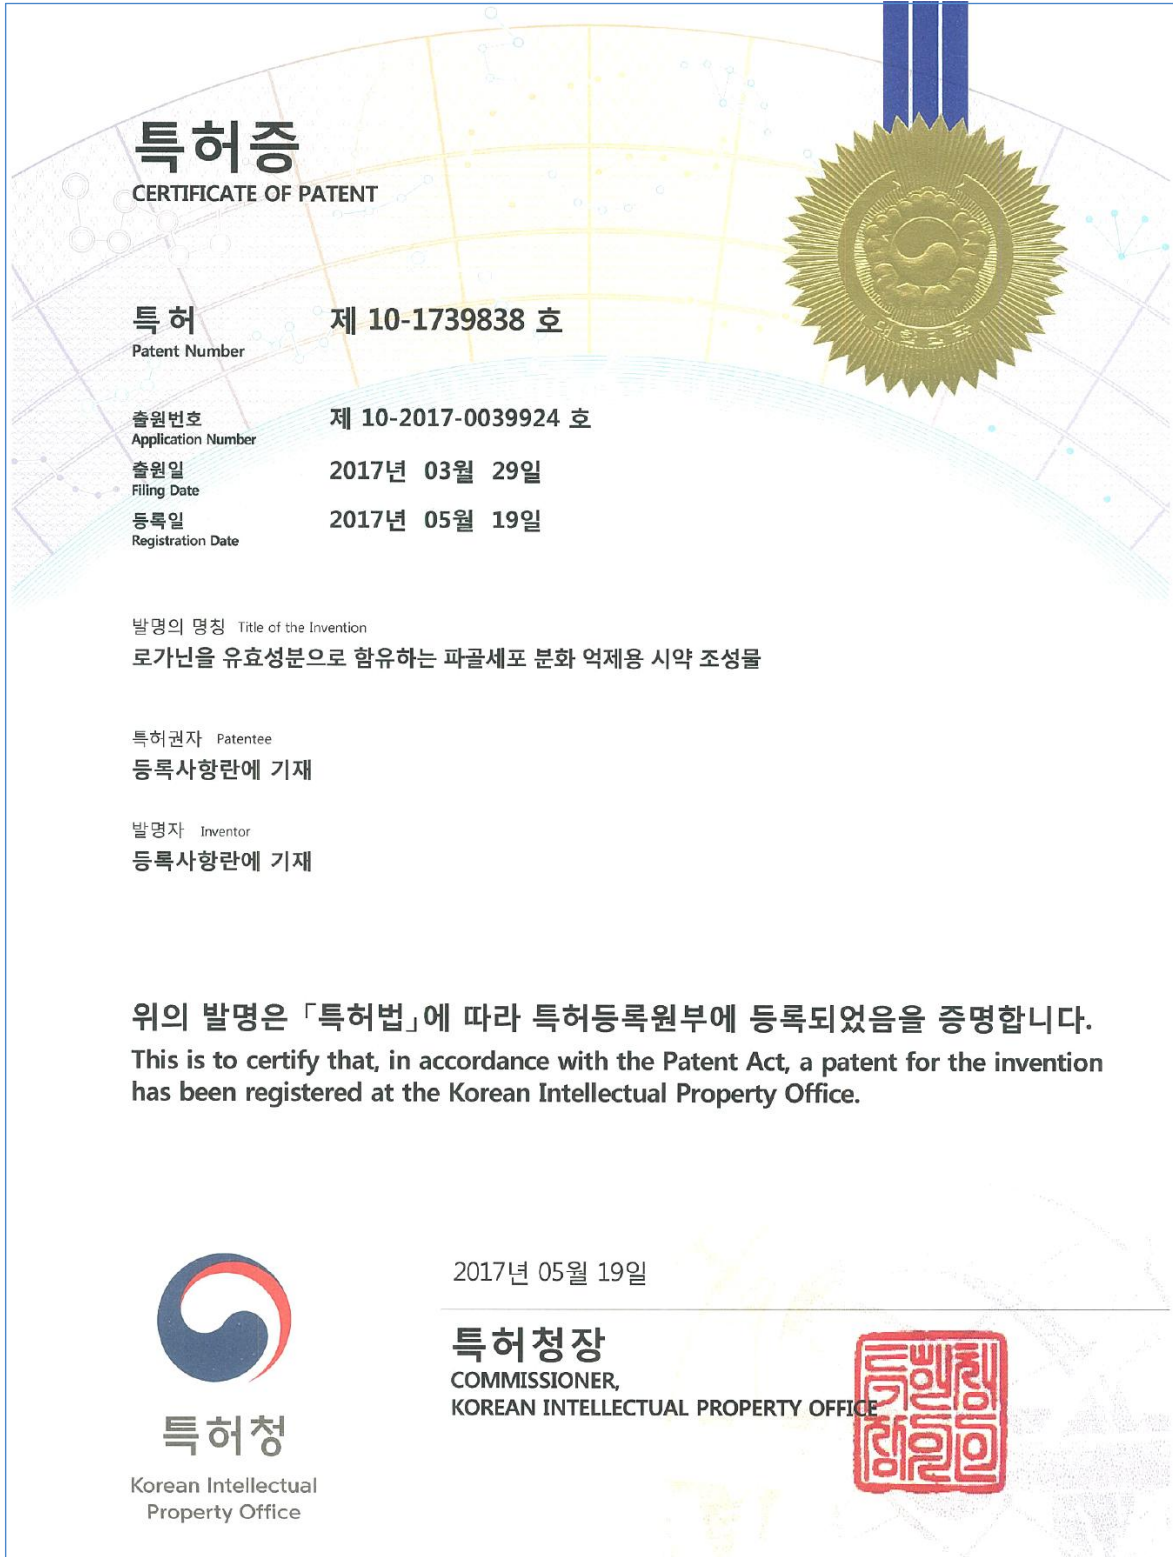 특허증
CERTIFICATE OF PATENT
대한민국
특 허 제 10-1739838 호
Patent Number
출원번호 제 10-2017-0039924 호
Application Number
출원일 2017년 03월 29일
Filing Date
등록일 2017년 05월 19일
Registration Date
발명의 명칭 Title of the Invention
로가닌을 유효성분으로 함유하는 파골세포 분화 억제용 시약 조성물
특허권자 Patentee
등록사항란에 기재
발명자 Inventor
등록사항란에 기재
위의 발명은 「특허법」에 따라 특허등록원부에 등록되었음을 증명합니다.
This is to certify that, in accordance with the Patent Act, a patent for the invention
has been registered at the Korean Intellectual Property Office.
2017년 05월 19일
특허청장
COMMISSIONER,
KOREAN INTELLECTUAL PROPERTY OFFICE
특허청
Korean Intellectual
Property Office